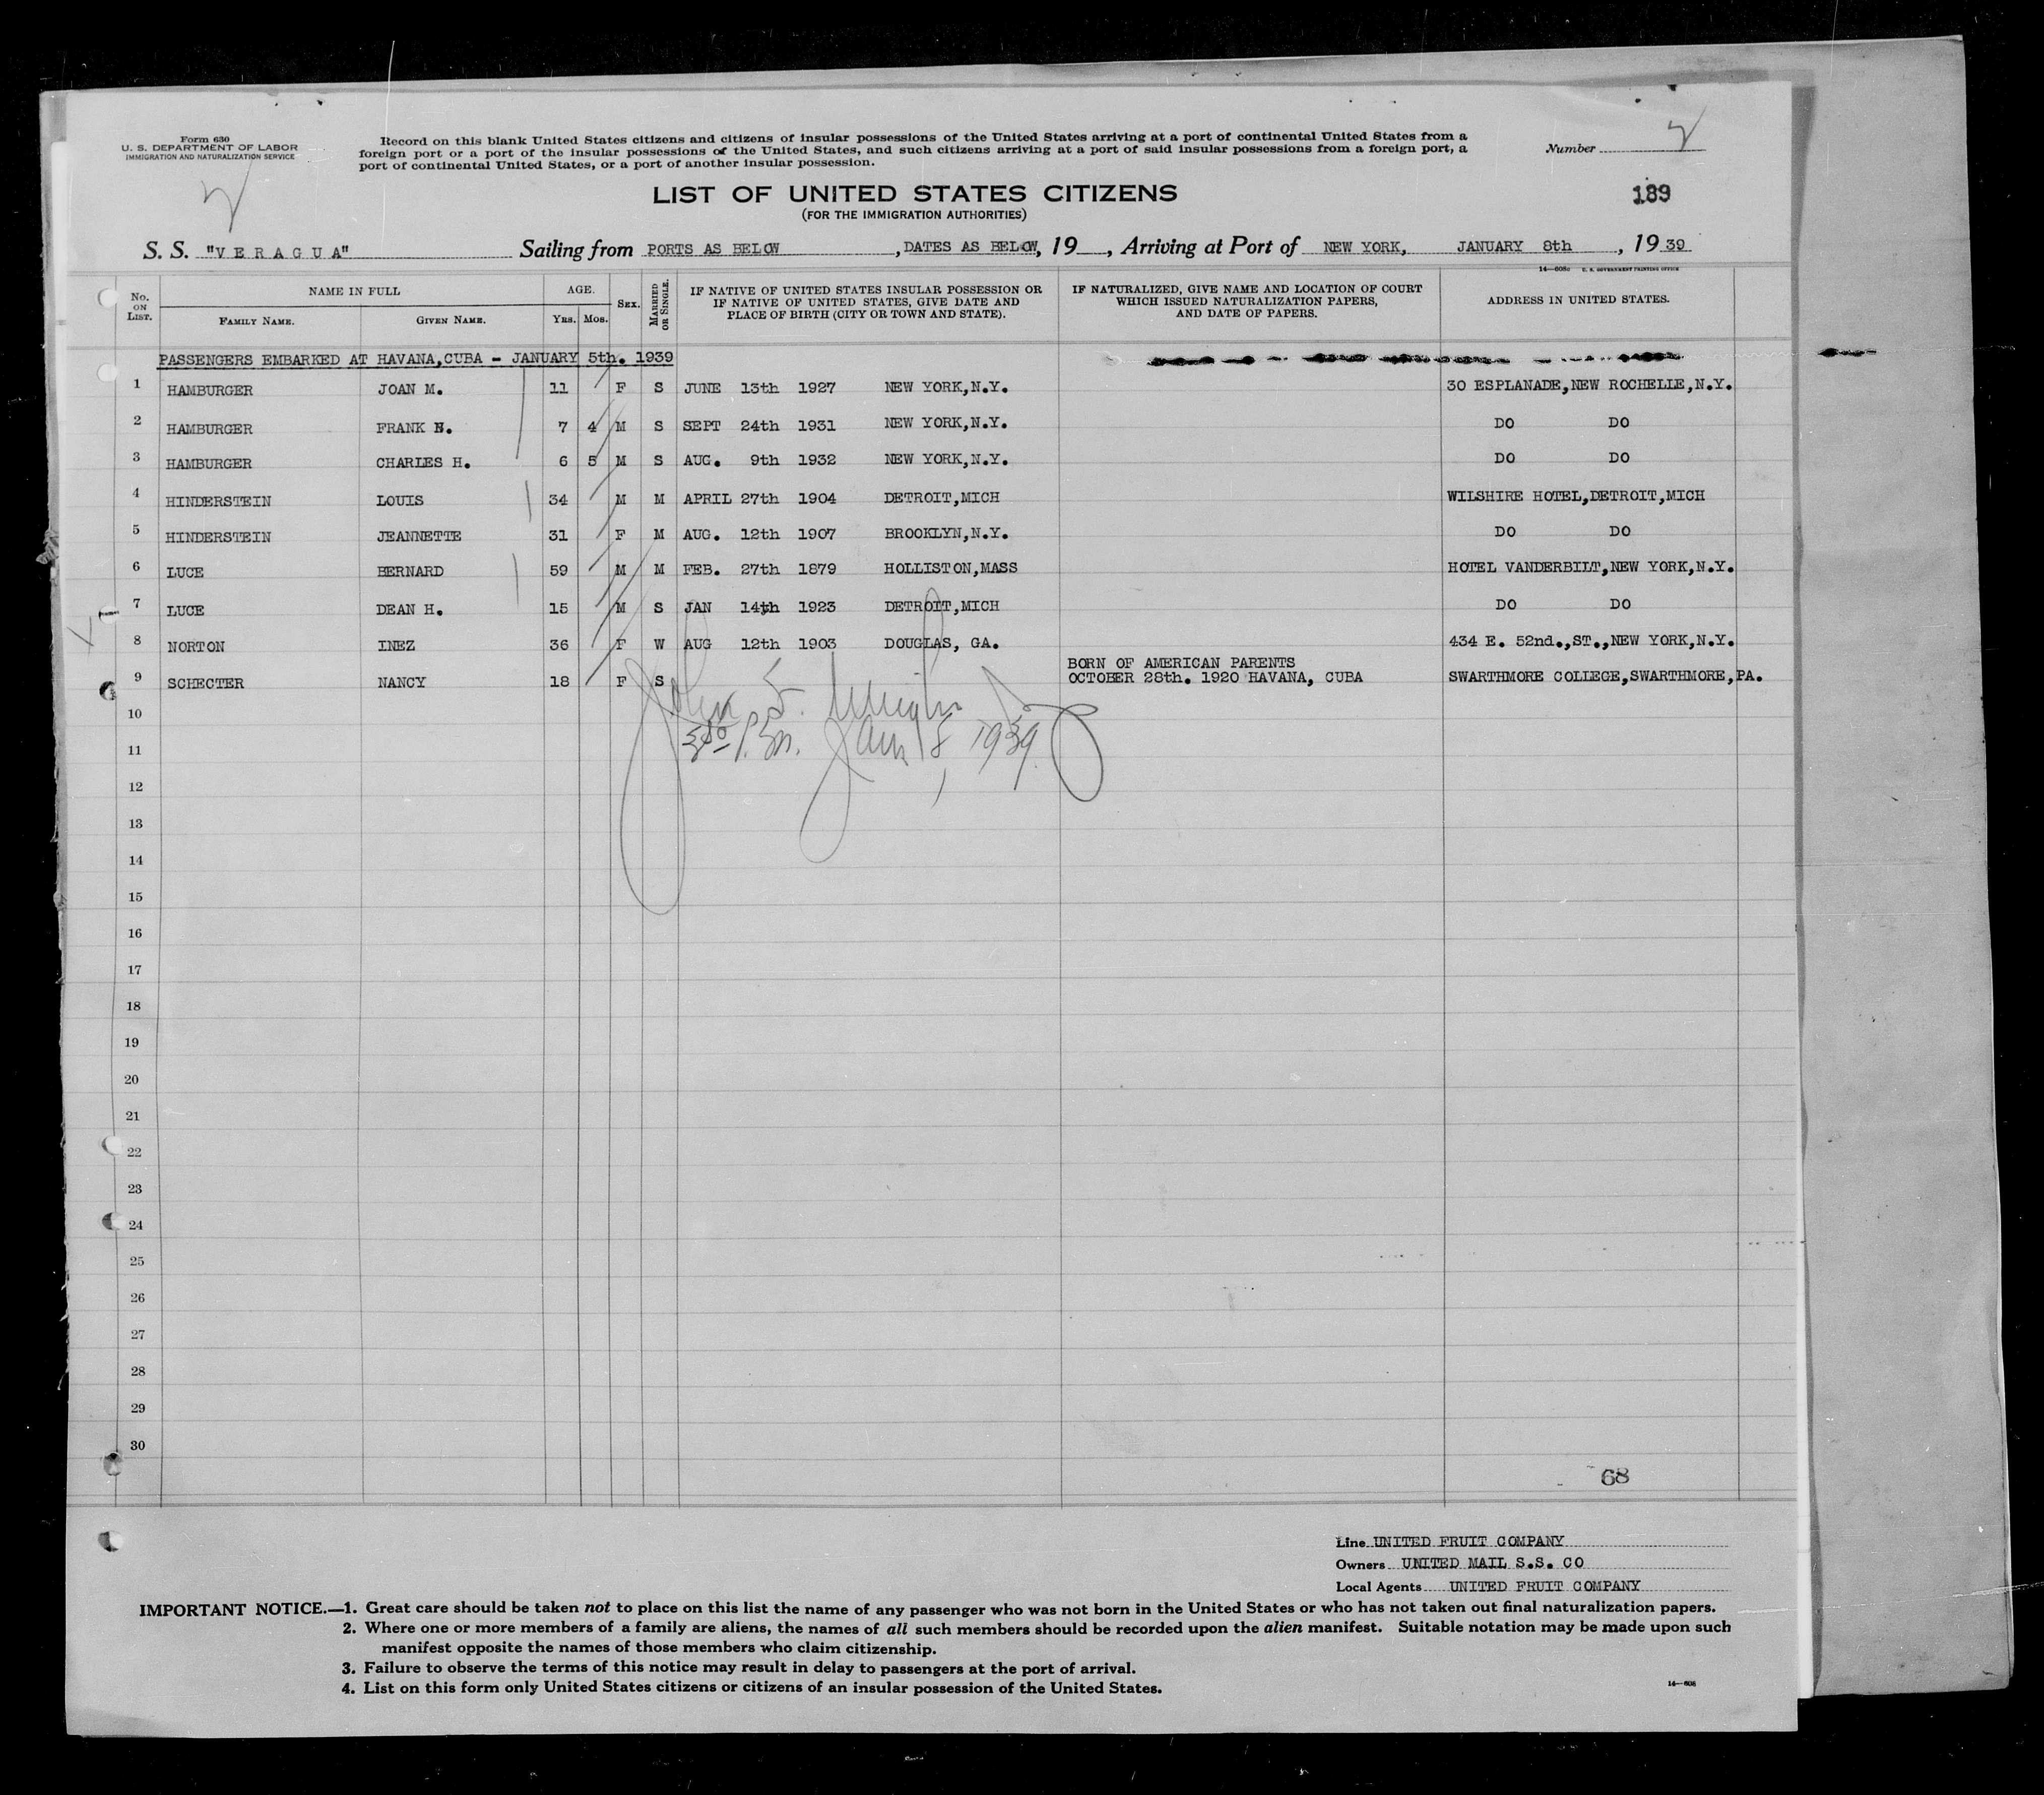 Form 630
U. S. DEPARTMENT OF LABOR
IMMIGRATION AND NATURALIZATION SERVICE
Record on this blank United States citizens and citizens of insular possessions of the United States arriving at a port of continental United States from a
foreign port or a port of the insular possessions of the United States, and such citizens arriving at a port of said insular possessions from a foreign port, a
port of continental United States, or a port of another insular possession.
Number
LIST OF UNITED STATES CITIZENS
(FOR THE IMMIGRATION AUTHORITIES)
189
S. S. "VERAGUA" Sailing from PORTS AS BELOW, DATES AS BELOW, 19 , Arriving at Port of NEW YORK, JANUARY 8th, 19 39
14—608c U. S. GOVERNMENT PRINTING OFFICE
No. ON LIST. NAME IN FULL FAMILY NAME. GIVEN NAME. AGE. YRS. MOS. SEX. MARRIED OR SINGLE. IF NATIVE OF UNITED STATES INSULAR POSSESSION OR IF NATIVE OF UNITED STATES, GIVE DATE AND PLACE OF BIRTH (CITY OR TOWN AND STATE). IF NATURALIZED, GIVE NAME AND LOCATION OF COURT WHICH ISSUED NATURALIZATION PAPERS, AND DATE OF PAPERS. ADDRESS IN UNITED STATES.
PASSENGERS EMBARKED AT HAVANA,CUBA - JANUARY 5th. 1939
1 HAMBURGER JOAN M. 11 F S JUNE 13th 1927 NEW YORK,N.Y. 30 ESPLANADE,NEW ROCHELLE,N.Y.
2 HAMBURGER FRANK 7 4 M S SEPT 24th 1931 NEW YORK,N.Y. DO DO
3 HAMBURGER CHARLES H. 6 5 M S AUG. 9th 1932 NEW YORK,N.Y. DO DO
4 HINDERSTEIN LOUIS 34 M M APRIL 27th 1904 DETROIT,MICH WILSHIRE HOTEL,DETROIT,MICH
5 HINDERSTEIN JEANNETTE 31 F M AUG. 12th 1907 BROOKLYN,N.Y. DO DO
6 LUCE BERNARD 59 M M FEB. 27th 1879 HOLLISTON,MASS HOTEL VANDERBILT,NEW YORK,N.Y.
7 LUCE DEAN H. 15 M S JAN 14th 1923 DETROIT,MICH DO DO
8 NORTON INEZ 36 F W AUG 12th 1903 DOUGLAS, GA. 434 E. 52nd.,ST.,NEW YORK,N.Y.
9 SCHECTER NANCY 18 F S BORN OF AMERICAN PARENTS OCTOBER 28th. 1920 HAVANA, CUBA SWARTHMORE COLLEGE,SWARTHMORE,PA.
10
P.M. Jan 8, 1939
11
12
13
14
15
16
17
18
19
20
21
22
23
24
25
26
27
28
29
30
68
Line UNITED FRUIT COMPANY
Owners UNITED MAIL S.S. CO
Local Agents UNITED FRUIT COMPANY
IMPORTANT NOTICE.—1. Great care should be taken not to place on this list the name of any passenger who was not born in the United States or who has not taken out final naturalization papers.
2. Where one or more members of a family are aliens, the names of all such members should be recorded upon the alien manifest. Suitable notation may be made upon such
manifest opposite the names of those members who claim citizenship.
3. Failure to observe the terms of this notice may result in delay to passengers at the port of arrival.
4. List on this form only United States citizens or citizens of an insular possession of the United States.
14—608